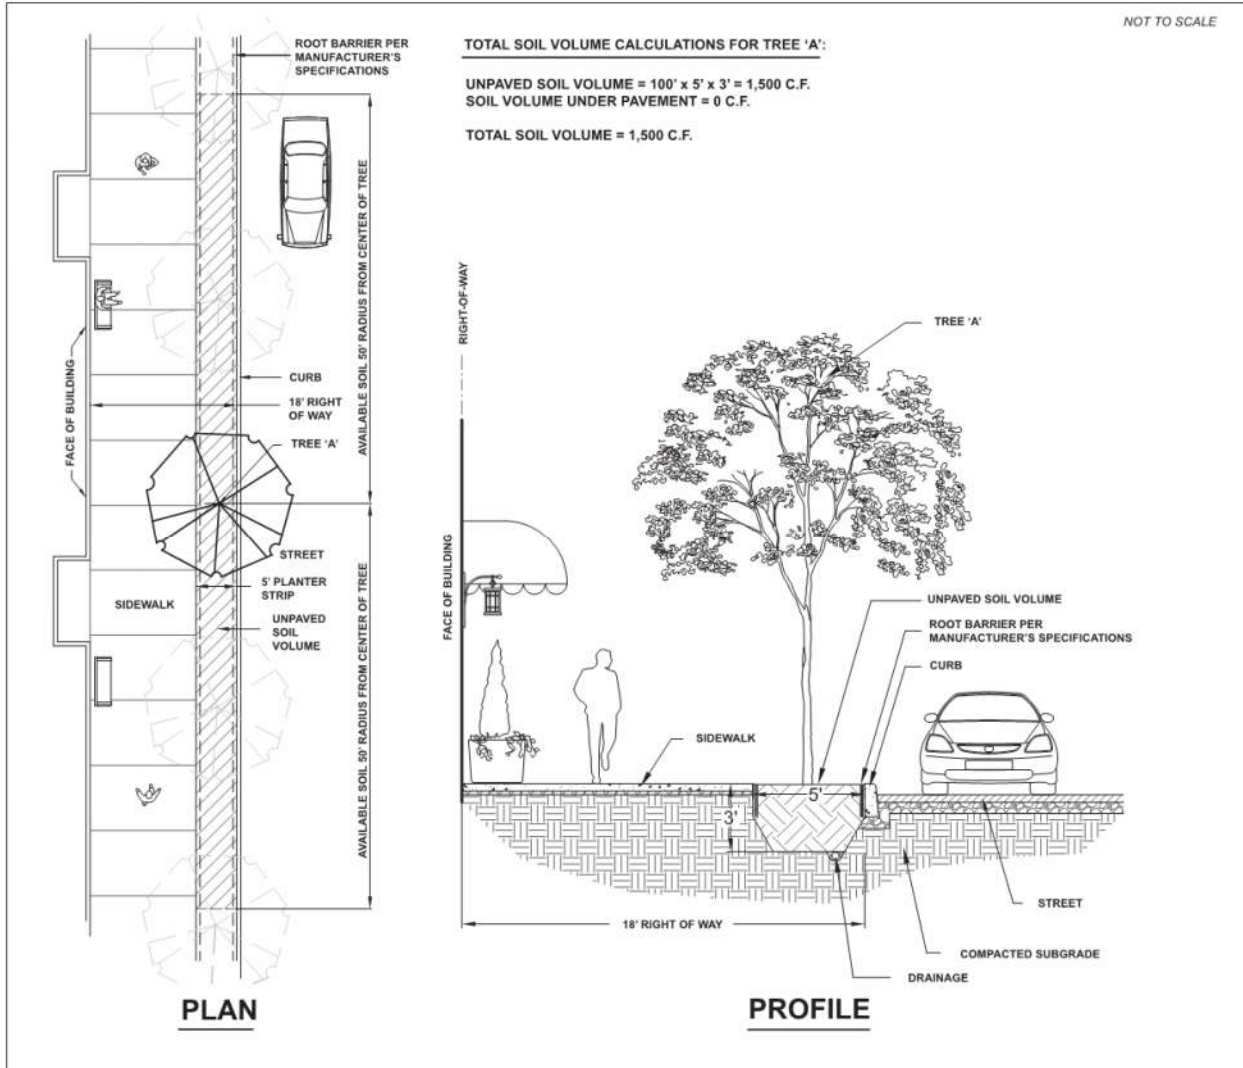 NOT TO SCALE
TOTAL SOIL VOLUME CALCULATIONS FOR TREE ‘A’:
UNPAVED SOIL VOLUME = 100’ x 5’ x 3’ = 1,500 C.F.
SOIL VOLUME UNDER PAVEMENT = 0 C.F.
TOTAL SOIL VOLUME = 1,500 C.F.
ROOT BARRIER PER
MANUFACTURER’S
SPECIFICATIONS
AVAILABLE SOIL 50’ RADIUS FROM CENTER OF TREE
FACE OF BUILDING
CURB
18’ RIGHT
OF WAY
TREE ‘A’
STREET
5’ PLANTER
STRIP
SIDEWALK
UNPAVED
SOIL
VOLUME
AVAILABLE SOIL 50’ RADIUS FROM CENTER OF TREE
PLAN
RIGHT-OF-WAY
TREE ‘A’
FACE OF BUILDING
UNPAVED SOIL VOLUME
ROOT BARRIER PER
MANUFACTURER’S SPECIFICATIONS
CURB
SIDEWALK
5’
3’
STREET
18’ RIGHT OF WAY
COMPACTED SUBGRADE
DRAINAGE
PROFILE